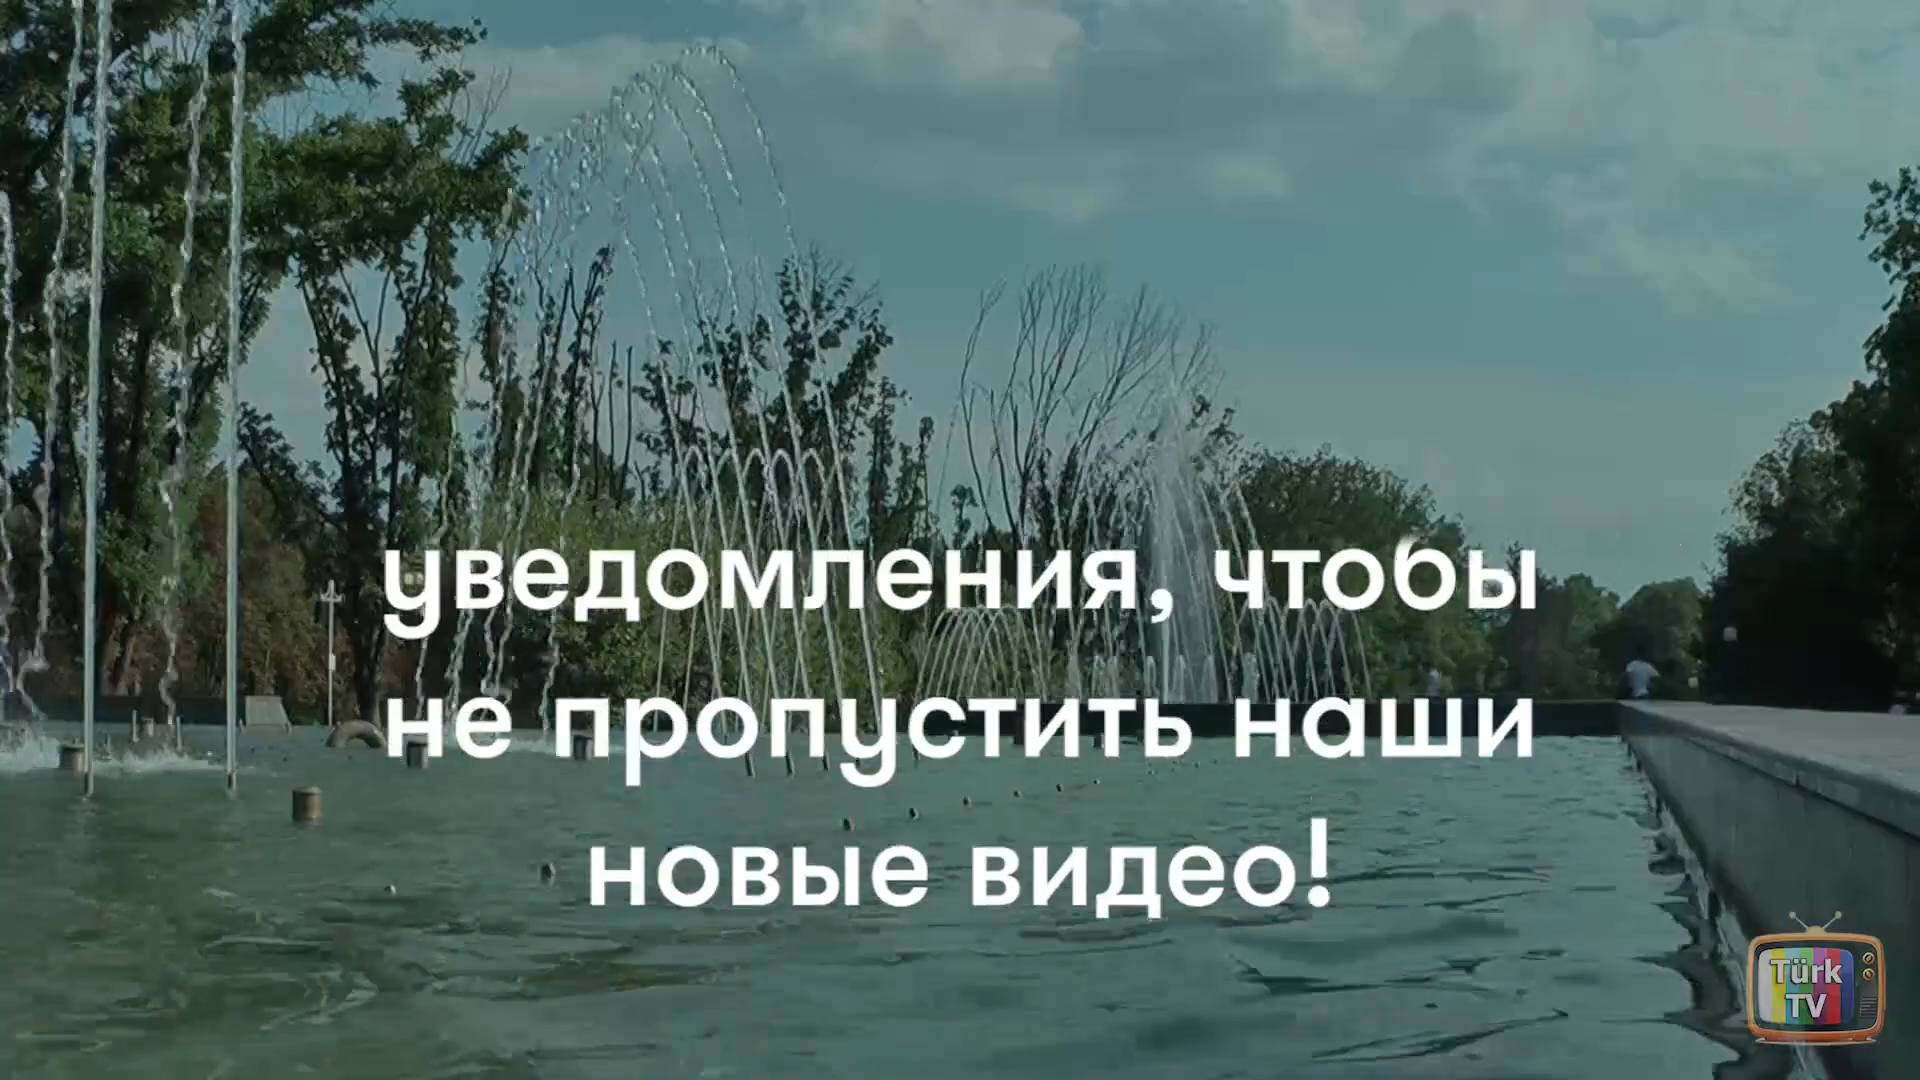 уведомления, чтобы
не пропустить наши
новые видео!
Türk
TV